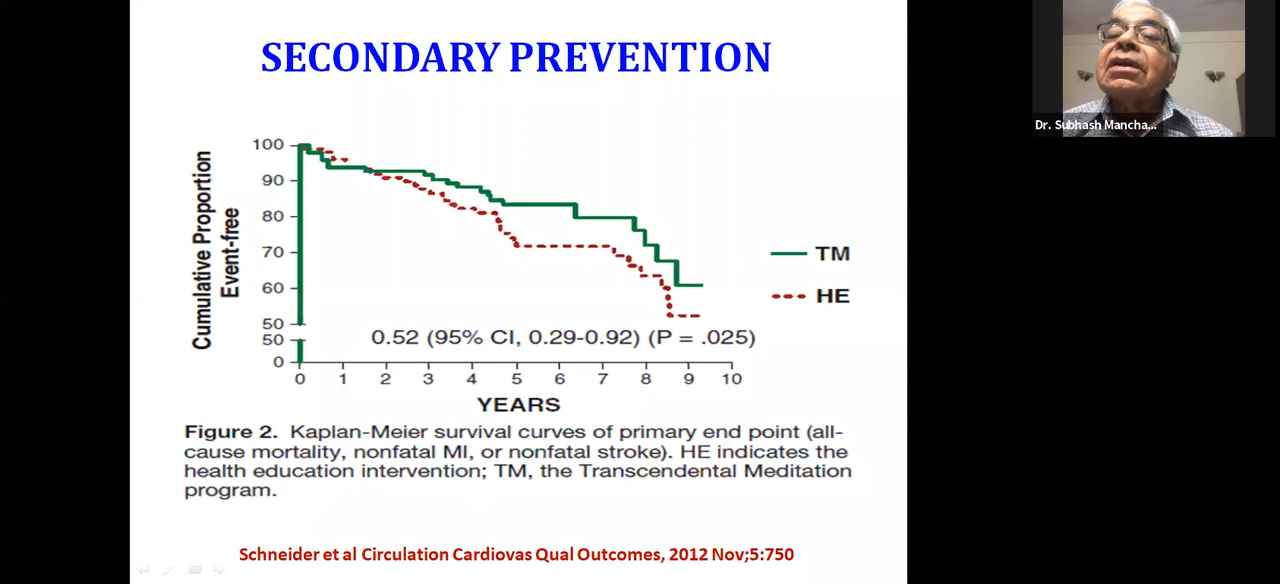 SECONDARY PREVENTION
Dr. Subhash Mancha...
Cumulative Proportion
Event-free
100
90
80
70
60
50
50
0
0 1 2 3 4 5 6 7 8 9 10
YEARS
TM
HE
0.52 (95% CI, 0.29-0.92) (P = .025)
Figure 2. Kaplan-Meier survival curves of primary end point (all-
cause mortality, nonfatal MI, or nonfatal stroke). HE indicates the
health education intervention; TM, the Transcendental Meditation
program.
Schneider et al Circulation Cardiovas Qual Outcomes, 2012 Nov;5:750